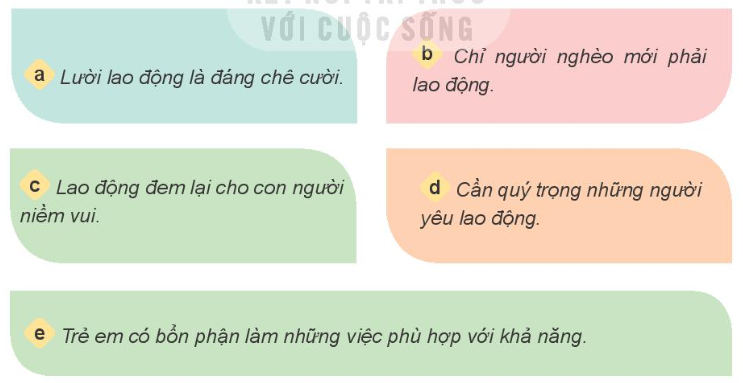 VỚI CUỘC SỐNG
a Lười lao động là đáng chê cười.
b Chỉ người nghèo mới phải
lao động.
c Lao động đem lại cho con người
niềm vui.
d Cần quý trọng những người
yêu lao động.
e Trẻ em có bổn phận làm những việc phù hợp với khả năng.